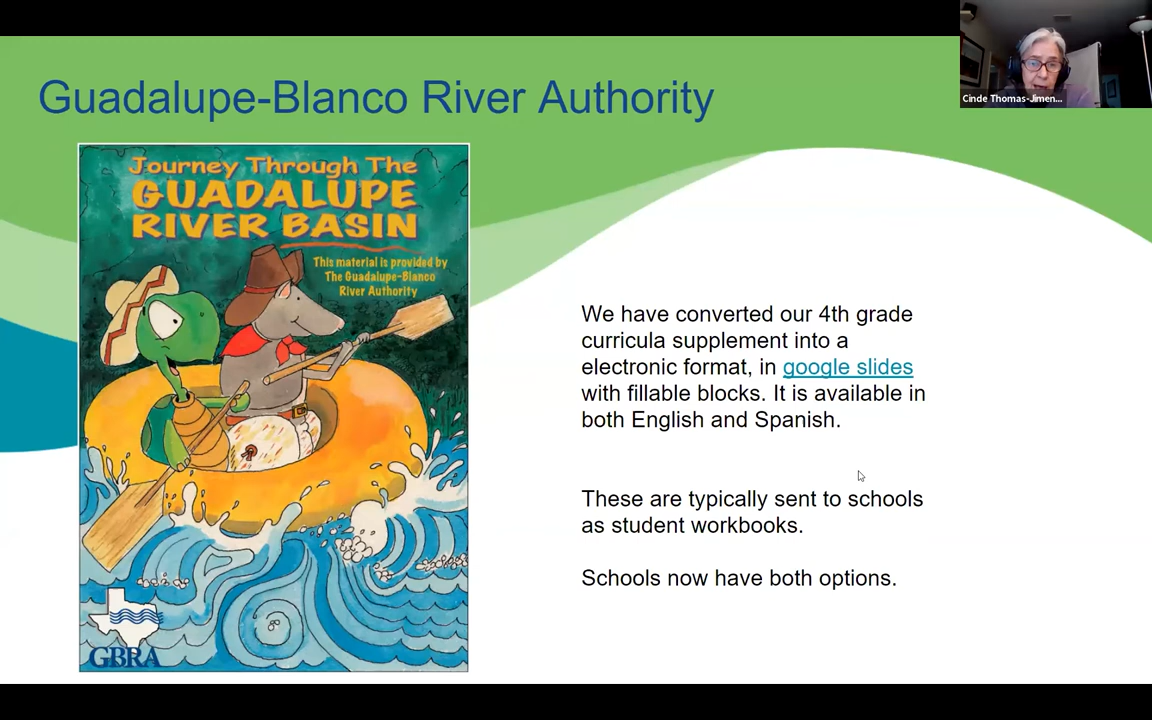 Guadalupe-Blanco River Authority
Cinde Thomas-Jimen...
Journey Through The
GUADALUPE
RIVER BASIN
This material is provided by
The Guadalupe-Blanco
River Authority
GBRA
We have converted our 4th grade
curricula supplement into a
electronic format, in google slides
with fillable blocks. It is available in
both English and Spanish.
These are typically sent to schools
as student workbooks.
Schools now have both options.